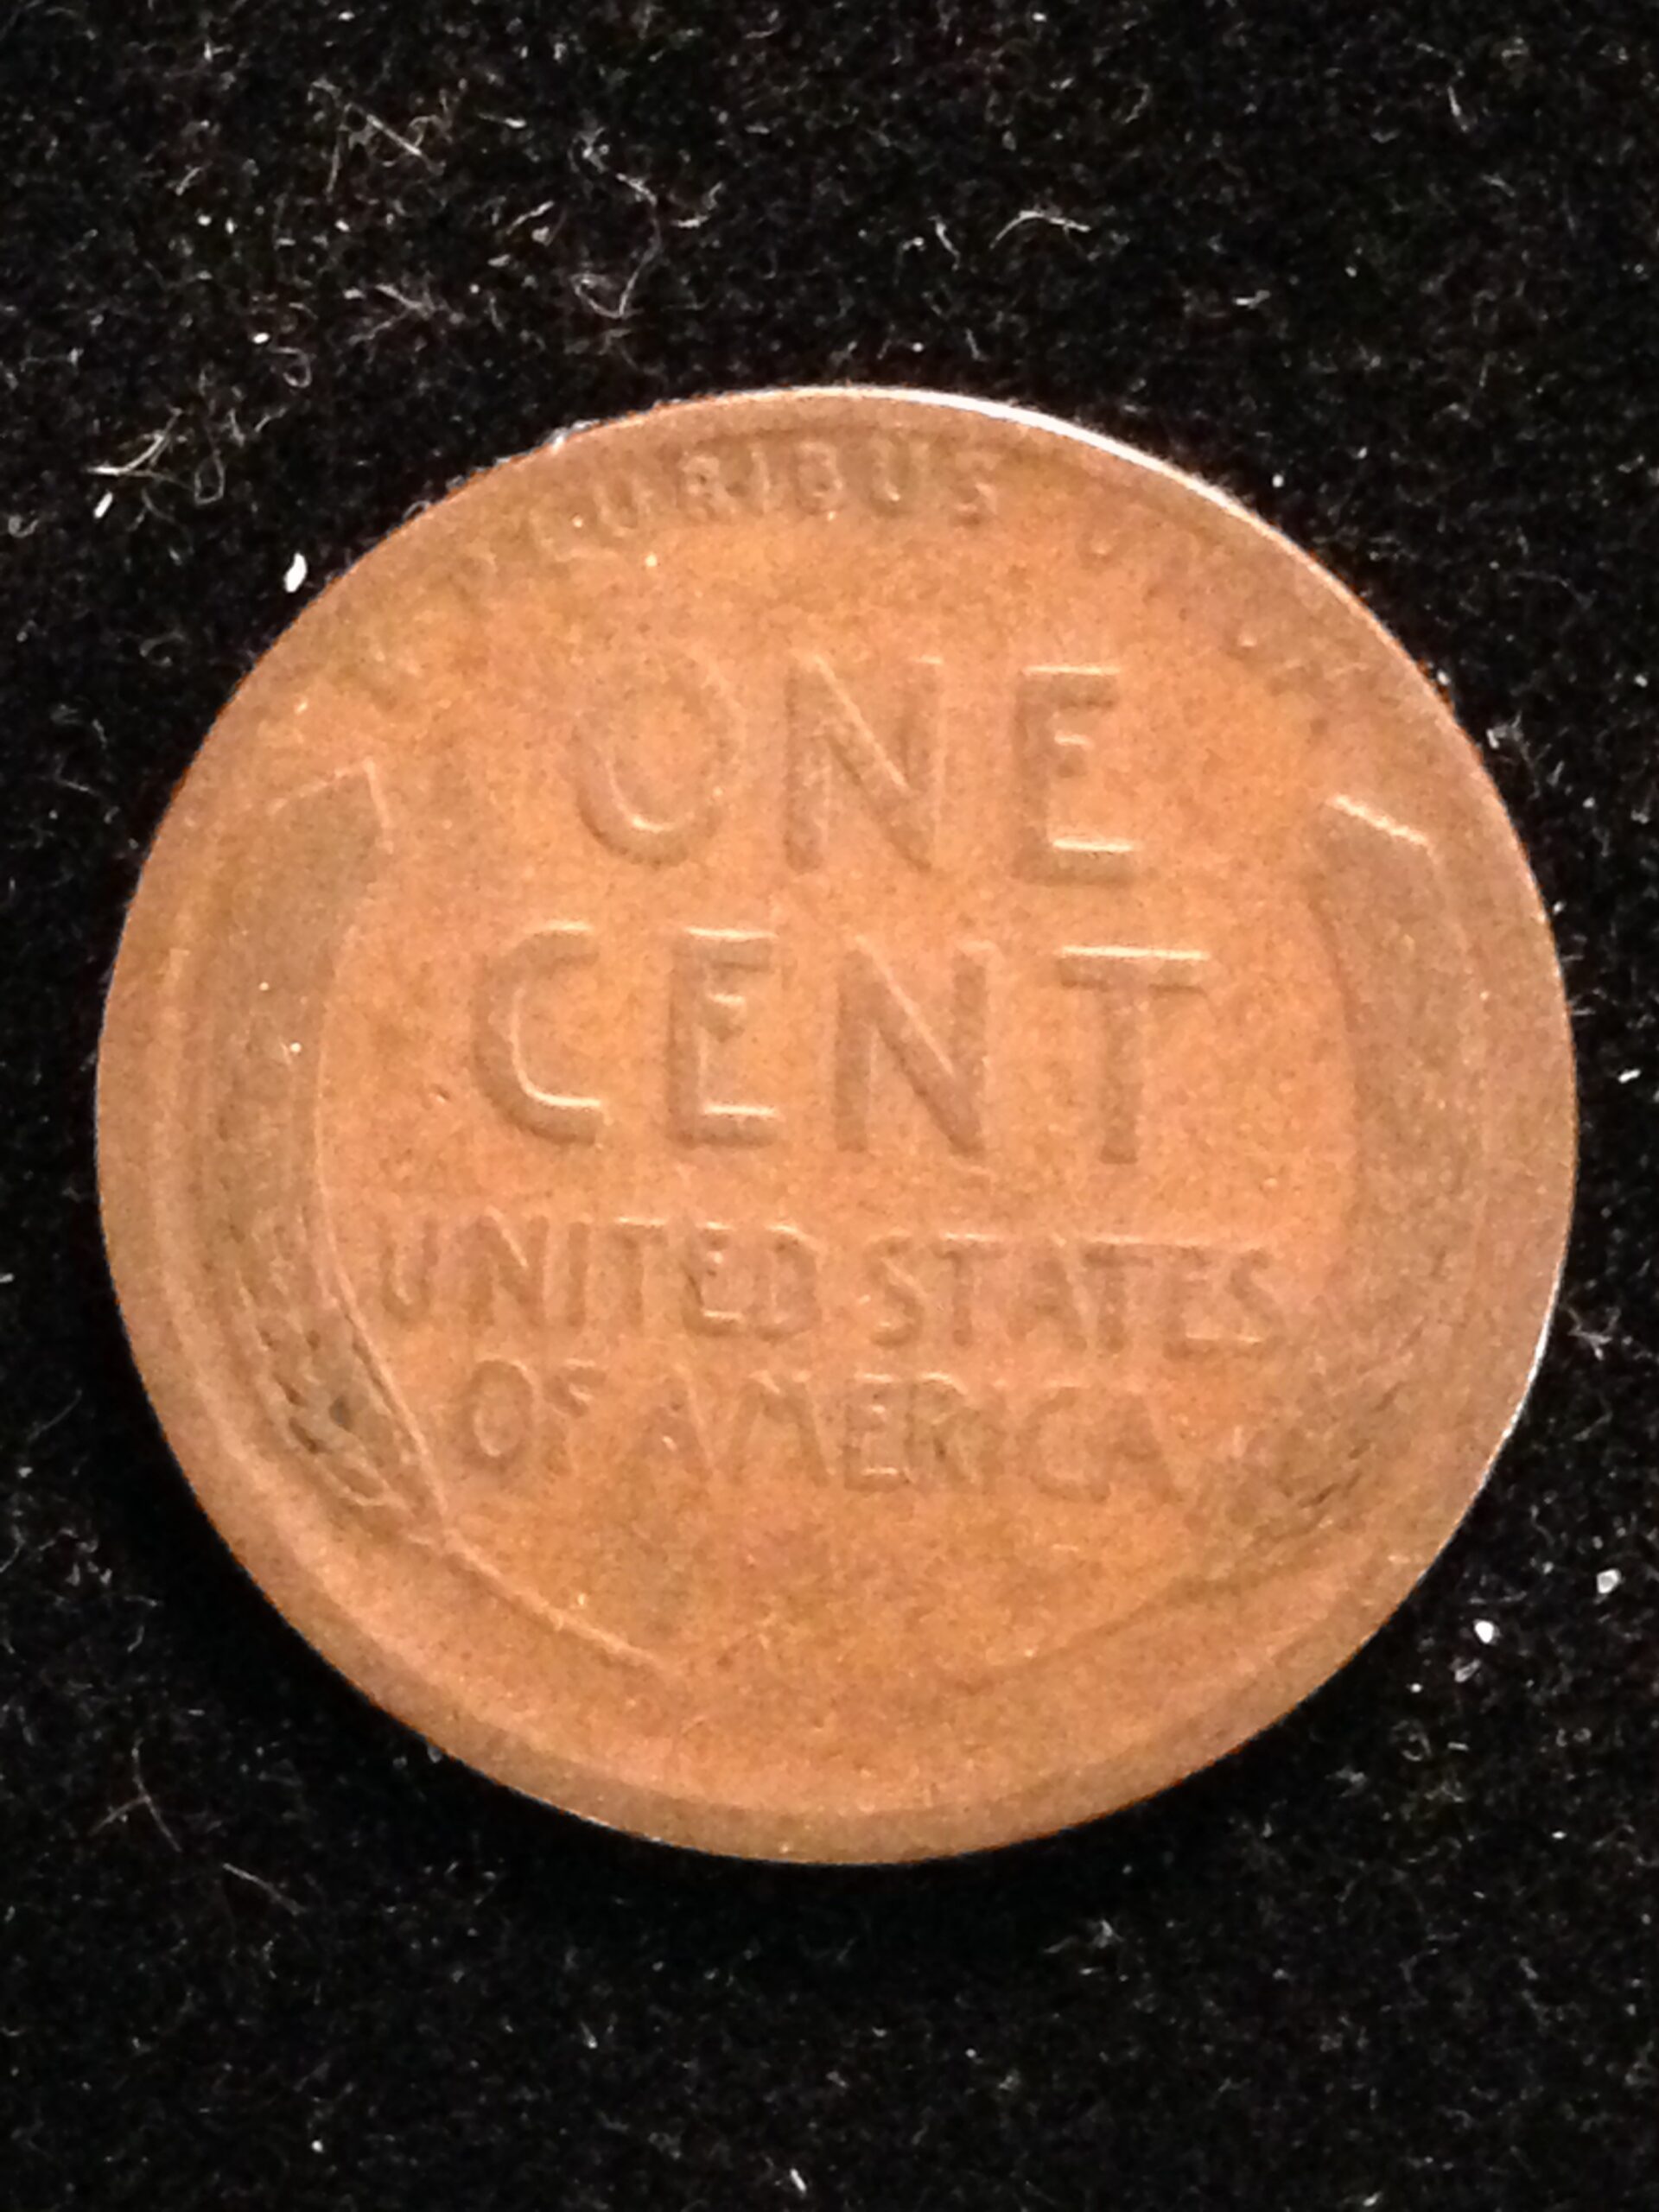 PLURIBUS
ONE
CENT
UNITED STATES
OF AMERICA